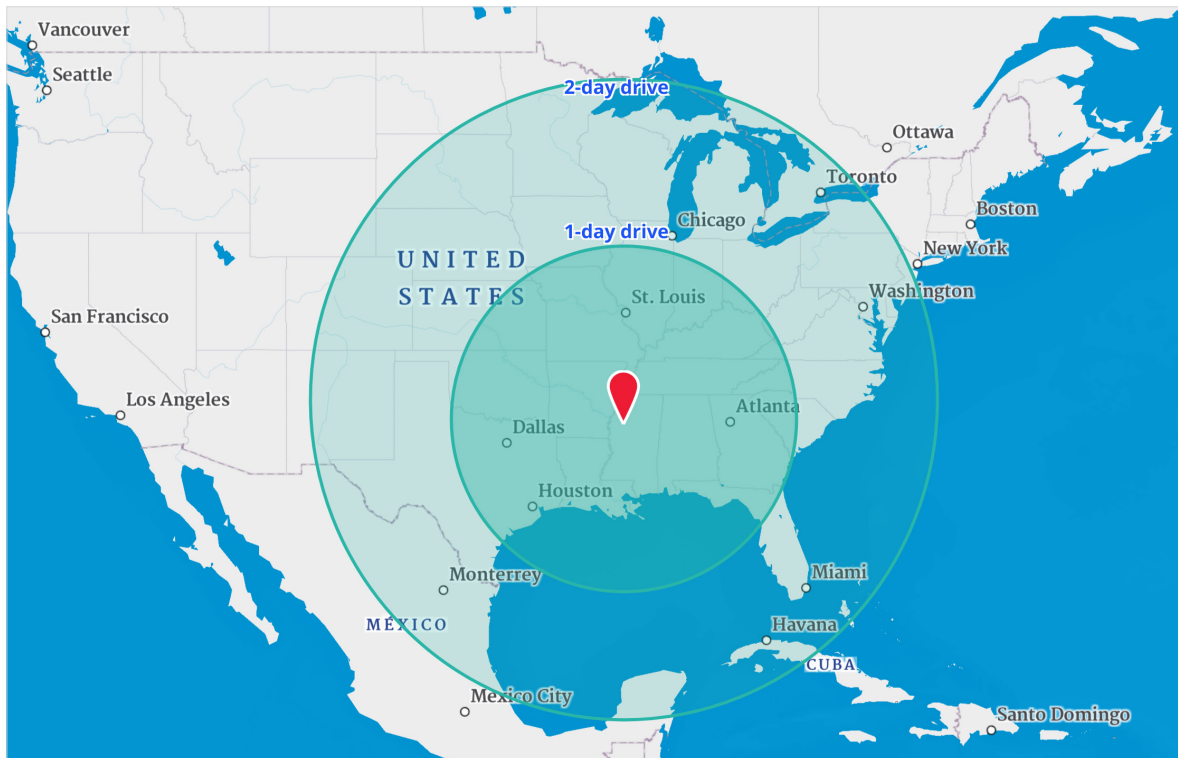 Vancouver
Seattle
2-day drive
Ottawa
Toronto
Boston
Chicago
1-day drive
New York
UNITED
STATES
Washington
St. Louis
San Francisco
Los Angeles
Atlanta
Dallas
Houston
Monterrey
Miami
MÉXICO
Havana
CUBA
Mexico City
Santo Domingo